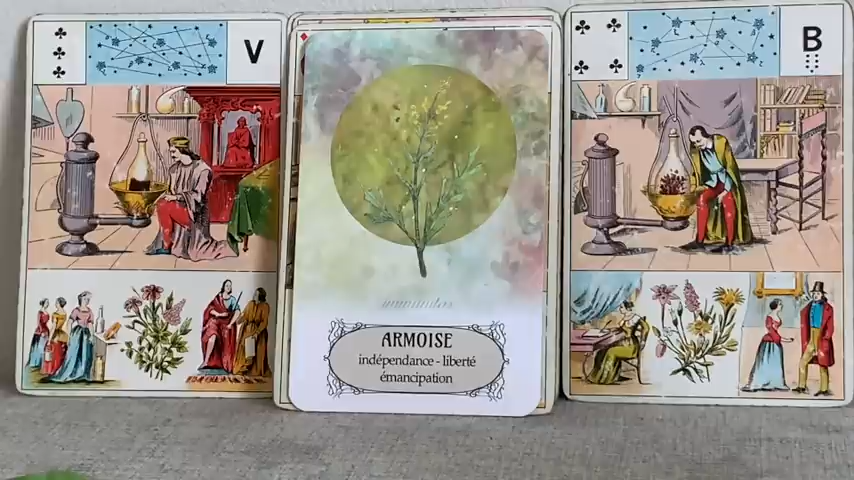 V
B
ARMOISE
indépendance - liberté
émancipation